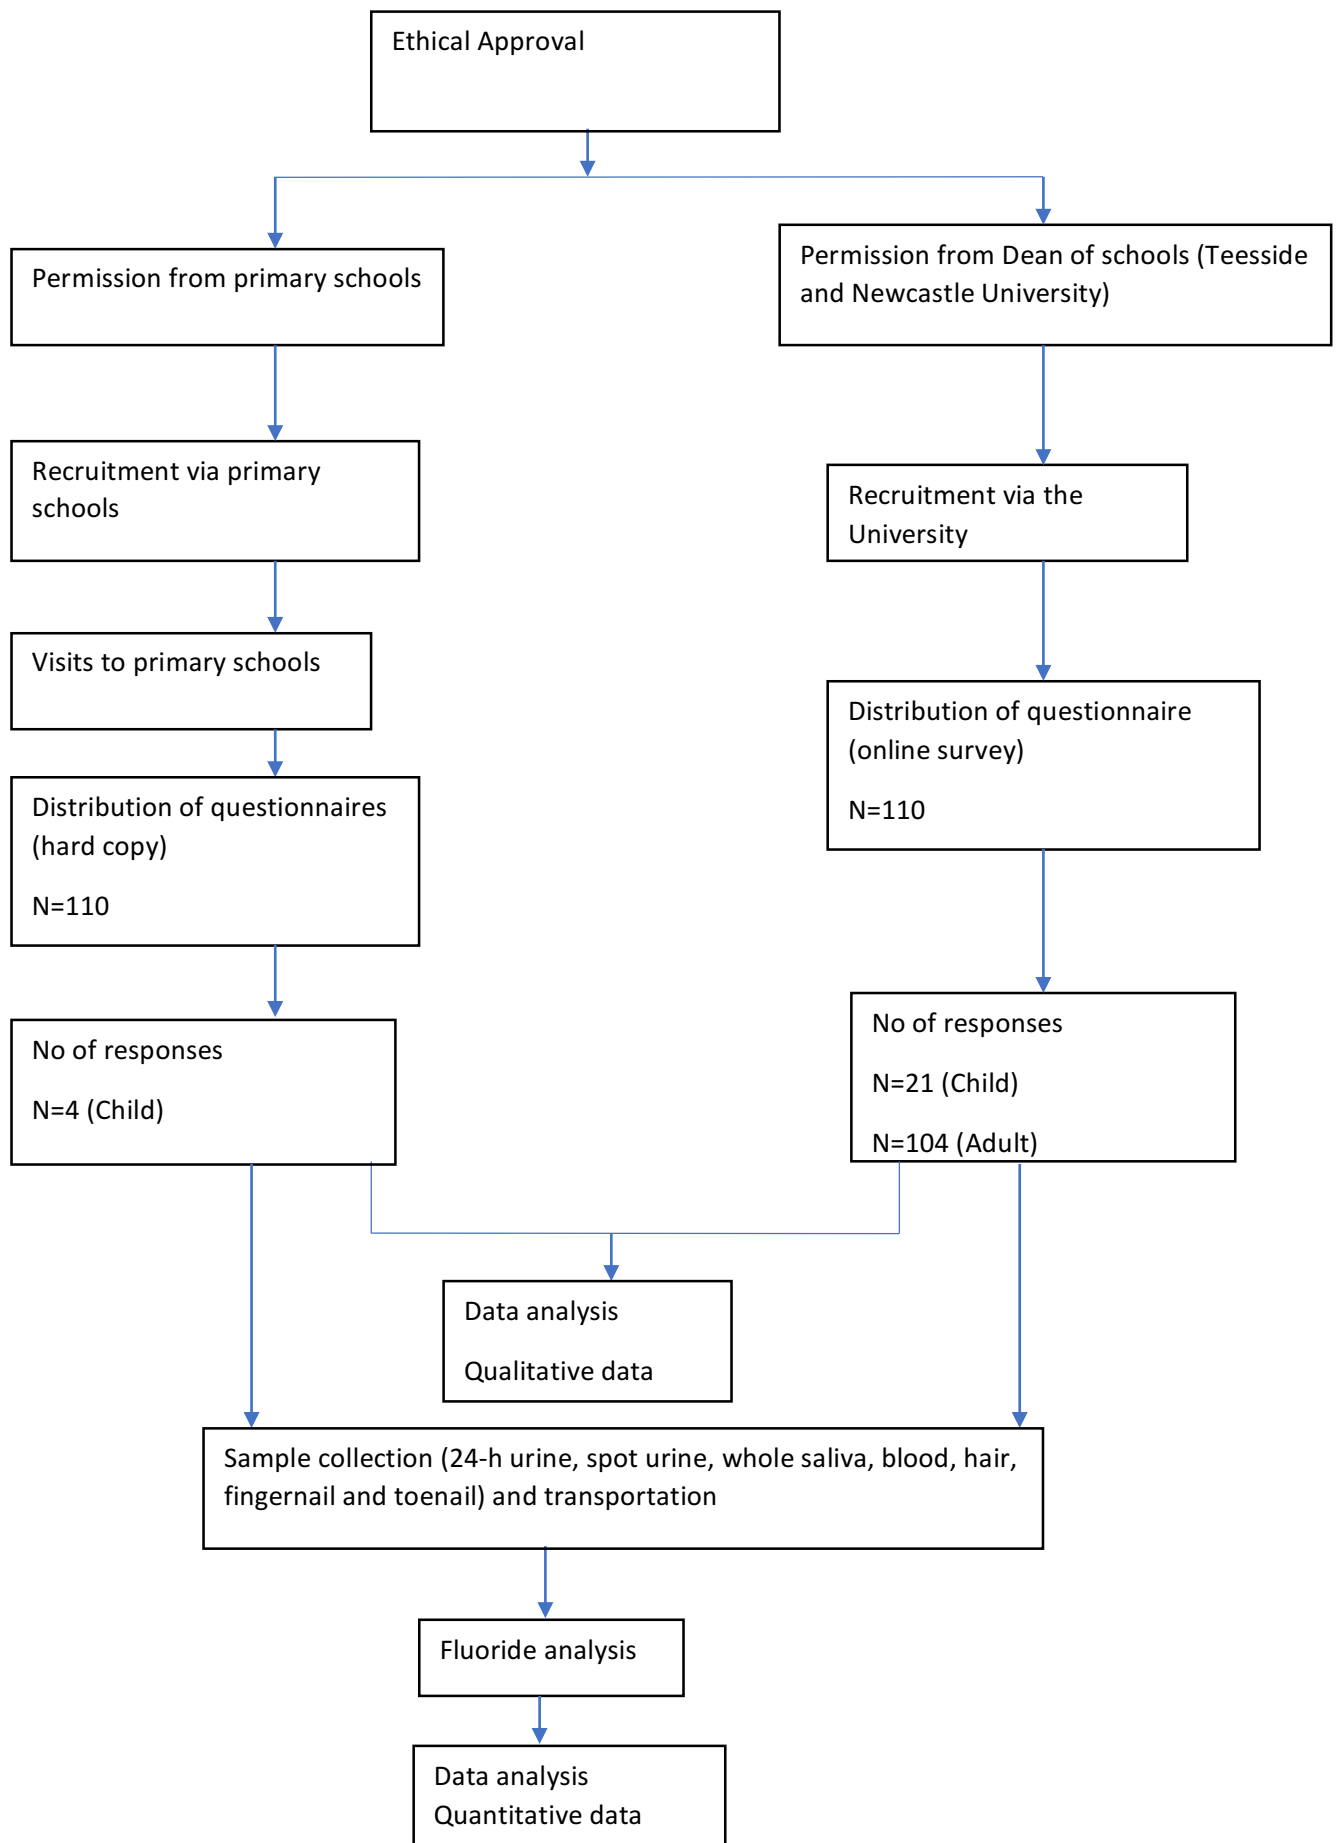 Ethical Approval
Permission from primary schools
Permission from Dean of schools (Teesside
and Newcastle University)
Recruitment via primary
schools
Recruitment via the
University
Visits to primary schools
Distribution of questionnaire
(online survey)
N=110
Distribution of questionnaires
(hard copy)
N=110
No of responses
N=4 (Child)
No of responses
N=21 (Child)
N=104 (Adult)
Data analysis
Qualitative data
Sample collection (24-h urine, spot urine, whole saliva, blood, hair,
fingernail and toenail) and transportation
Fluoride analysis
Data analysis
Quantitative data